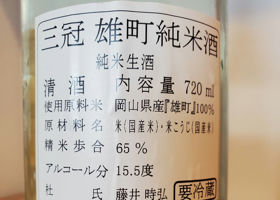 三冠 雄町純米酒
純米生酒
清酒 内容量 720 ml
使用原料米 岡山県産『雄町』100%
原材料名 米(国産米)・米こうじ(国産米)
精米歩合 65%
アルコール分 15.5度
杜氏 藤井時弘 要冷蔵